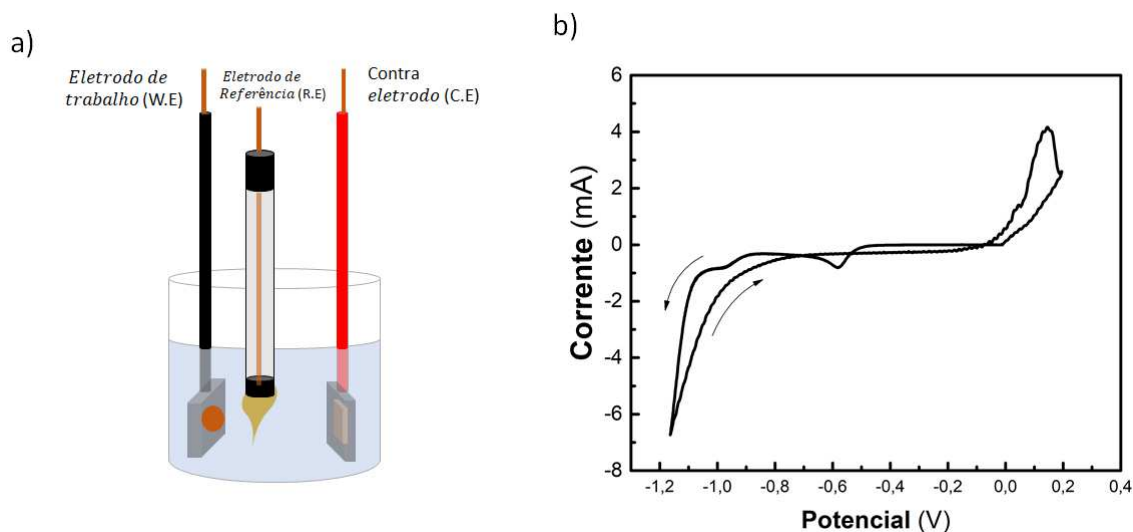 a)
Eletrodo de
trabalho (W.E)
Eletrodo de
Referência (R.E)
Contra
eletrodo (C.E)
b)
Corrente (mA)
6
4
2
0
-2
-4
-6
-8
-1,2 -1,0 -0,8 -0,6 -0,4 -0,2 0,0 0,2 0,4
Potencial (V)